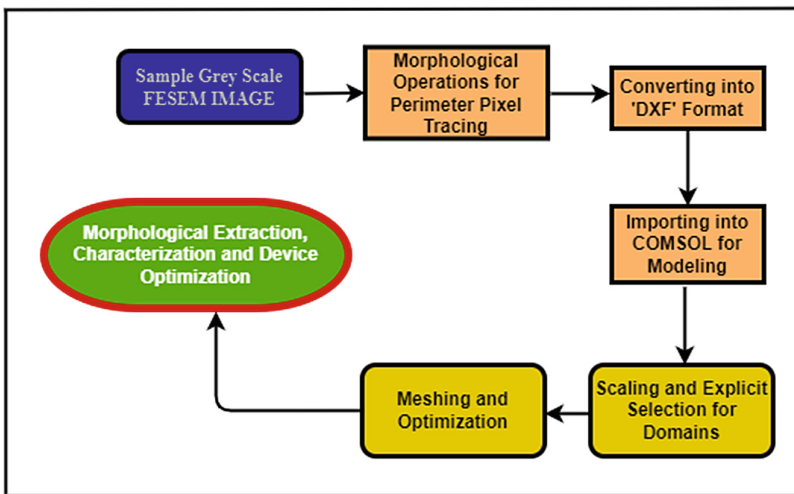 Sample Grey Scale
FESEM IMAGE
Morphological
Operations for
Perimeter Pixel
Tracing
Converting into
'DXF' Format
Importing into
COMSOL for
Modeling
Scaling and Explicit
Selection for
Domains
Meshing and
Optimization
Morphological Extraction,
Characterization and Device
Optimization